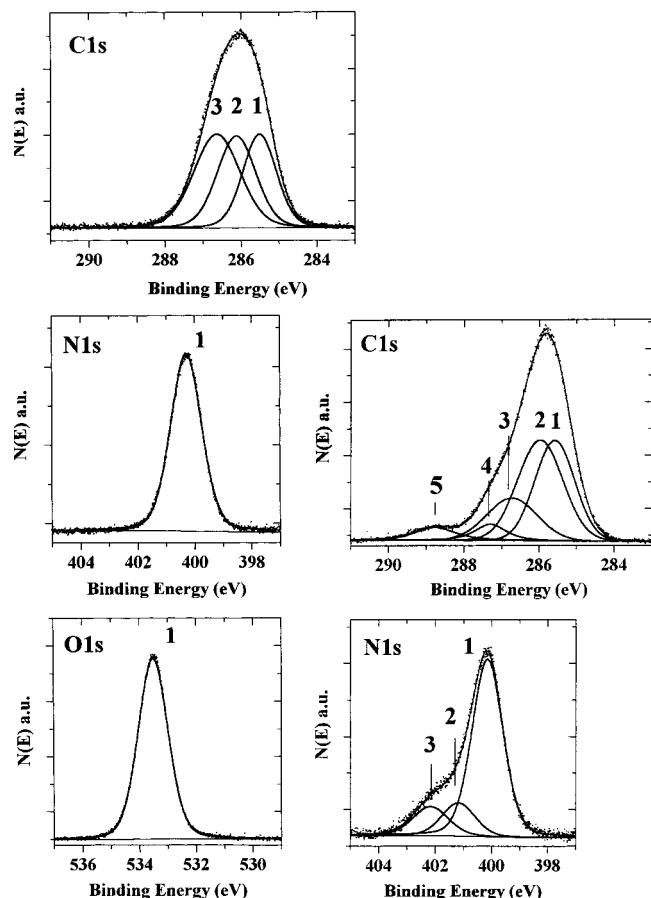 C1s
3 2 1
N(E) a.u.
290 288 286 284
Binding Energy (eV)
N1s
1
N(E) a.u.
404 402 400 398
Binding Energy (eV)
C1s
3 2 1
4
5
N(E) a.u.
290 288 286 284
Binding Energy (eV)
O1s
1
N(E) a.u.
536 534 532 530
Binding Energy (eV)
N1s
1
2
3
N(E) a.u.
404 402 400 398
Binding Energy (eV)